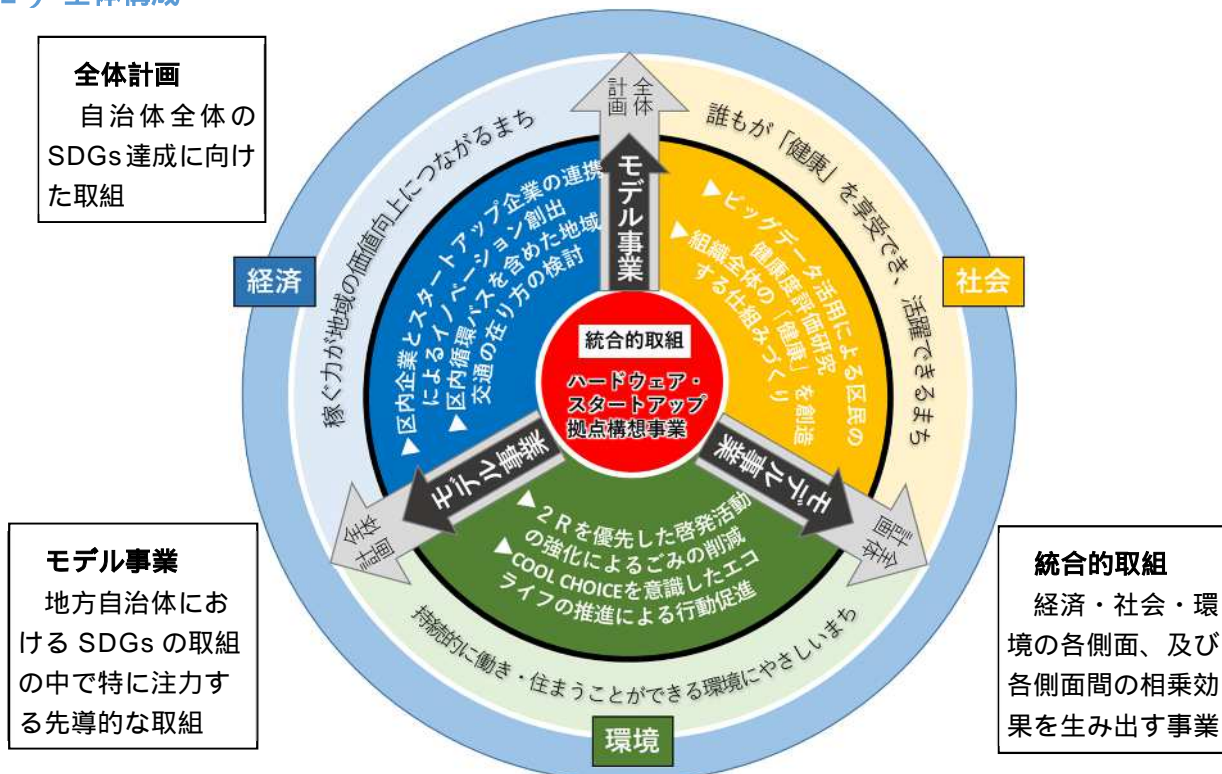 全体構成
全体計画
自治体全体の
SDGs達成に向け
た取組
モデル事業
地方自治体にお
ける SDGs の取組
の中で特に注力す
る先導的な取組
統合的取組
経済・社会・環
境の各側面、及び
各側面間の相乗効
果を生み出す事業
経済
社会
環境
稼ぐ力が地域の価値向上につながるまち
誰もが「健康」を享受でき、活躍できるまち
持続的に働き・住まうことができる環境にやさしいまち
全体
計画
モデル事業
▶区内企業とスタートアップ企業の連携
によるイノベーション創出
▶区内循環バスを含めた地域
交通の在り方の検討
▶ビッグデータ活用による区民の
健康度評価研究
▶組織全体の「健康」を創造
する仕組みづくり
統合的取組
ハードウェア・
スタートアップ
拠点構想事業
モデル事業
全体
計画
モデル事業
全体
計画
▶２Ｒを優先した啓発活動
の強化によるごみの削減
▶COOL CHOICEを意識したエコ
ライフの推進による行動促進